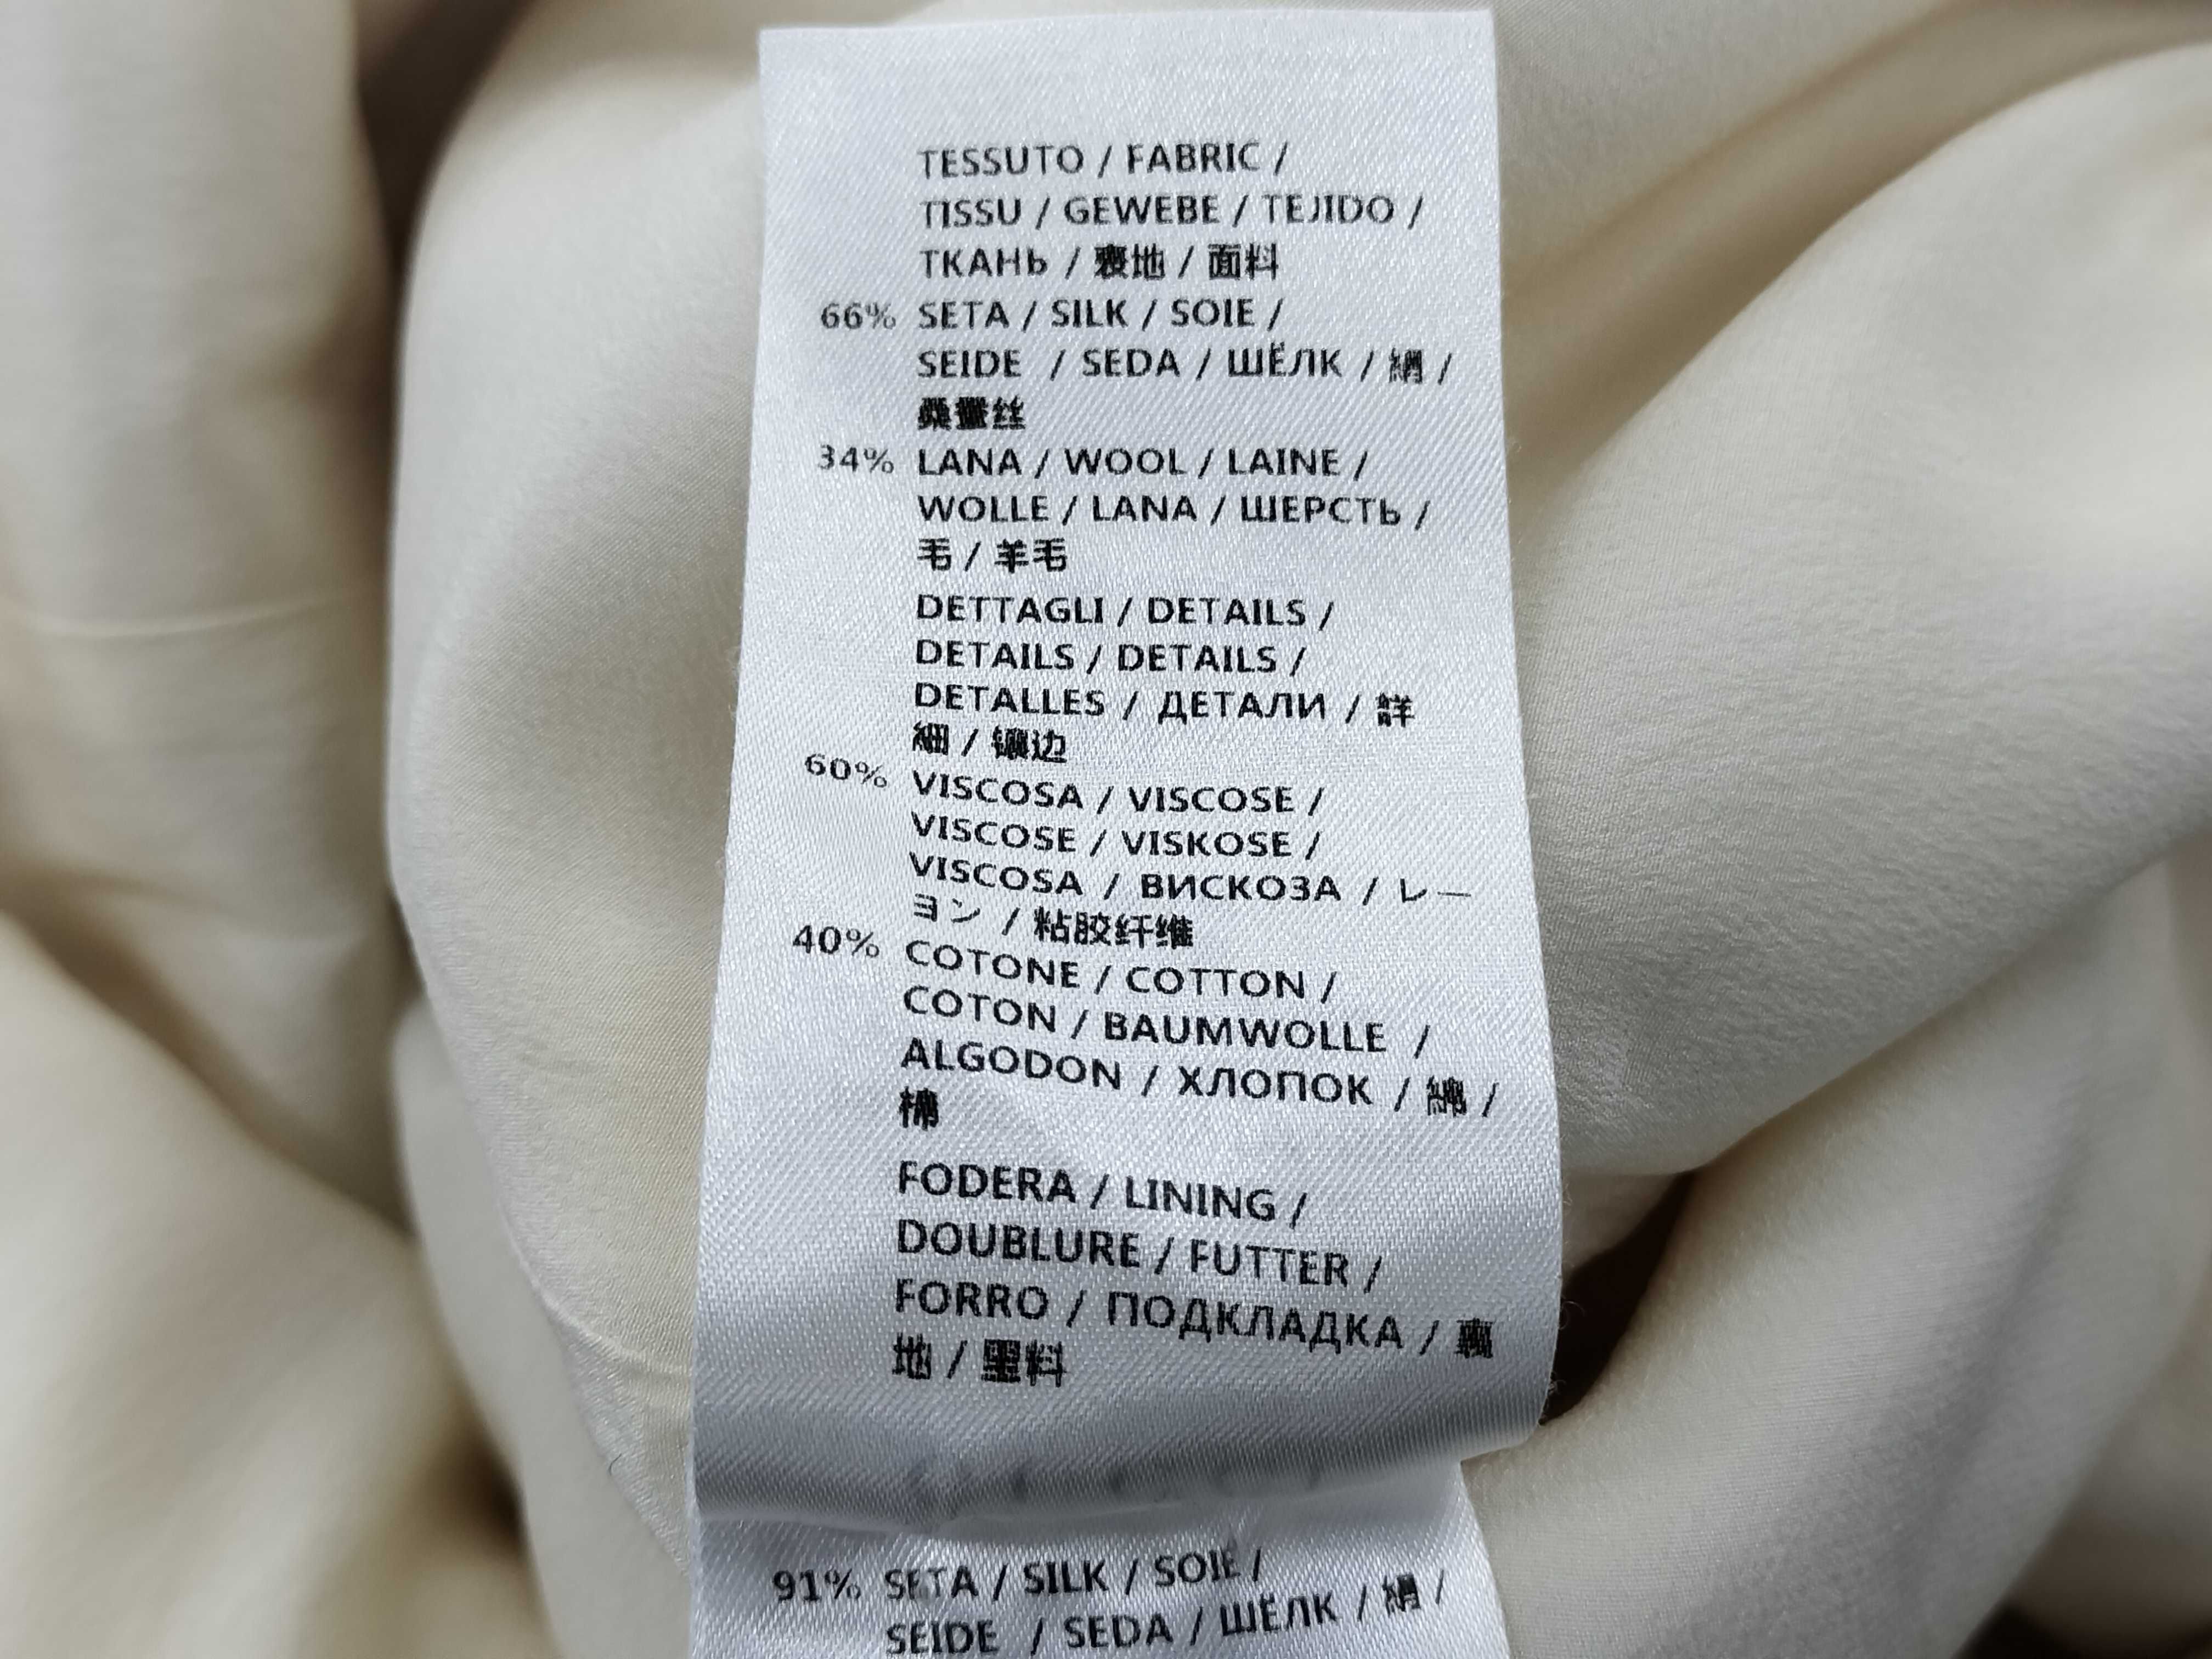 TESSUTO / FABRIC /
TISSU / GEWEBE / TEJIDO /
ТКАНЬ / 表地 / 面料
66% SETA / SILK / SOIE /
SEIDE / SEDA / ШЁЛК / 絹 /
桑蚕丝
34% LANA / WOOL / LAINE /
WOLLE / LANA / ШЕРСТЬ /
毛 / 羊毛
DETTAGLI / DETAILS /
DETAILS / DETAILS /
DETALLES / ДЕТАЛИ / 詳
細 / 镶边
60% VISCOSA / VISCOSE /
VISCOSE / VISKOSE /
VISCOSA / ВИСКОЗА / レー
ヨン / 粘胶纤维
40% COTONE / COTTON /
COTON / BAUMWOLLE /
ALGODON / ХЛОПОК / 綿 /
棉
FODERA / LINING /
DOUBLURE / FUTTER /
FORRO / ПОДКЛАДКА / 裏
地 / 里料
91% SETA / SILK / SOIE /
SEIDE / SEDA / ШЁЛК / 絹 /